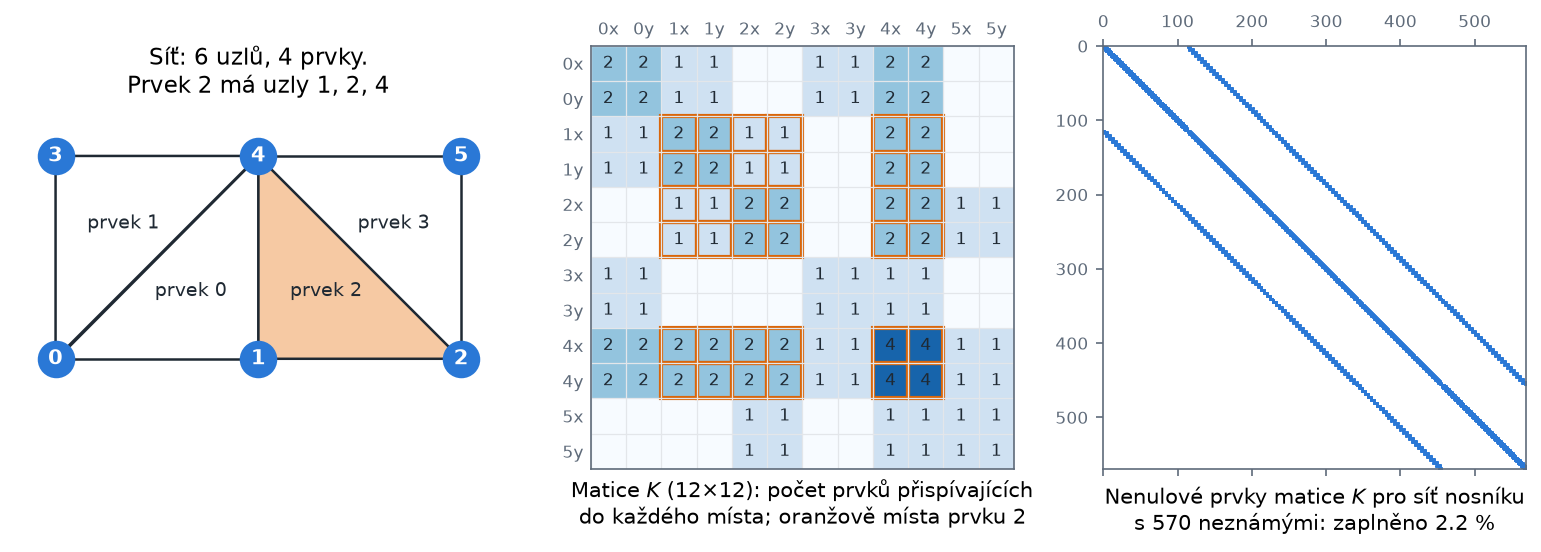 Síť: 6 uzlů, 4 prvky.
Prvek 2 má uzly 1, 2, 4
3 4 5
prvek 1 prvek 3
prvek 0 prvek 2
0 1 2
0x 0y 1x 1y 2x 2y 3x 3y 4x 4y 5x 5y
0x 2 2 1 1 1 1 2 2
0y 2 2 1 1 1 1 2 2
1x 1 1 2 2 1 1 2 2
1y 1 1 2 2 1 1 2 2
2x 1 1 2 2 2 2 1 1
2y 1 1 2 2 2 2 1 1
3x 1 1 1 1 1 1
3y 1 1 1 1 1 1
4x 2 2 2 2 2 2 1 1 4 4 1 1
4y 2 2 2 2 2 2 1 1 4 4 1 1
5x 1 1 1 1 1 1
5y 1 1 1 1 1 1
Matice K (12×12): počet prvků přispívajících
do každého místa; oranžově místa prvku 2
0 100 200 300 400 500
0
100
200
300
400
500
Nenulové prvky matice K pro síť nosníku
s 570 neznámými: zaplněno 2.2 %